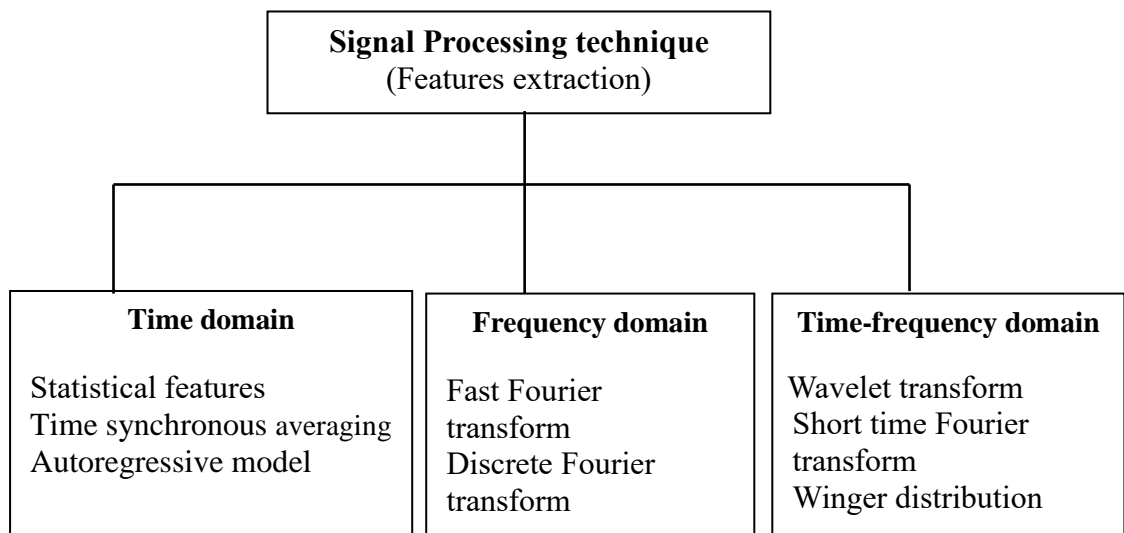 Signal Processing technique
(Features extraction)
Time domain
Statistical features
Time synchronous averaging
Autoregressive model
Frequency domain
Fast Fourier
transform
Discrete Fourier
transform
Time-frequency domain
Wavelet transform
Short time Fourier
transform
Winger distribution